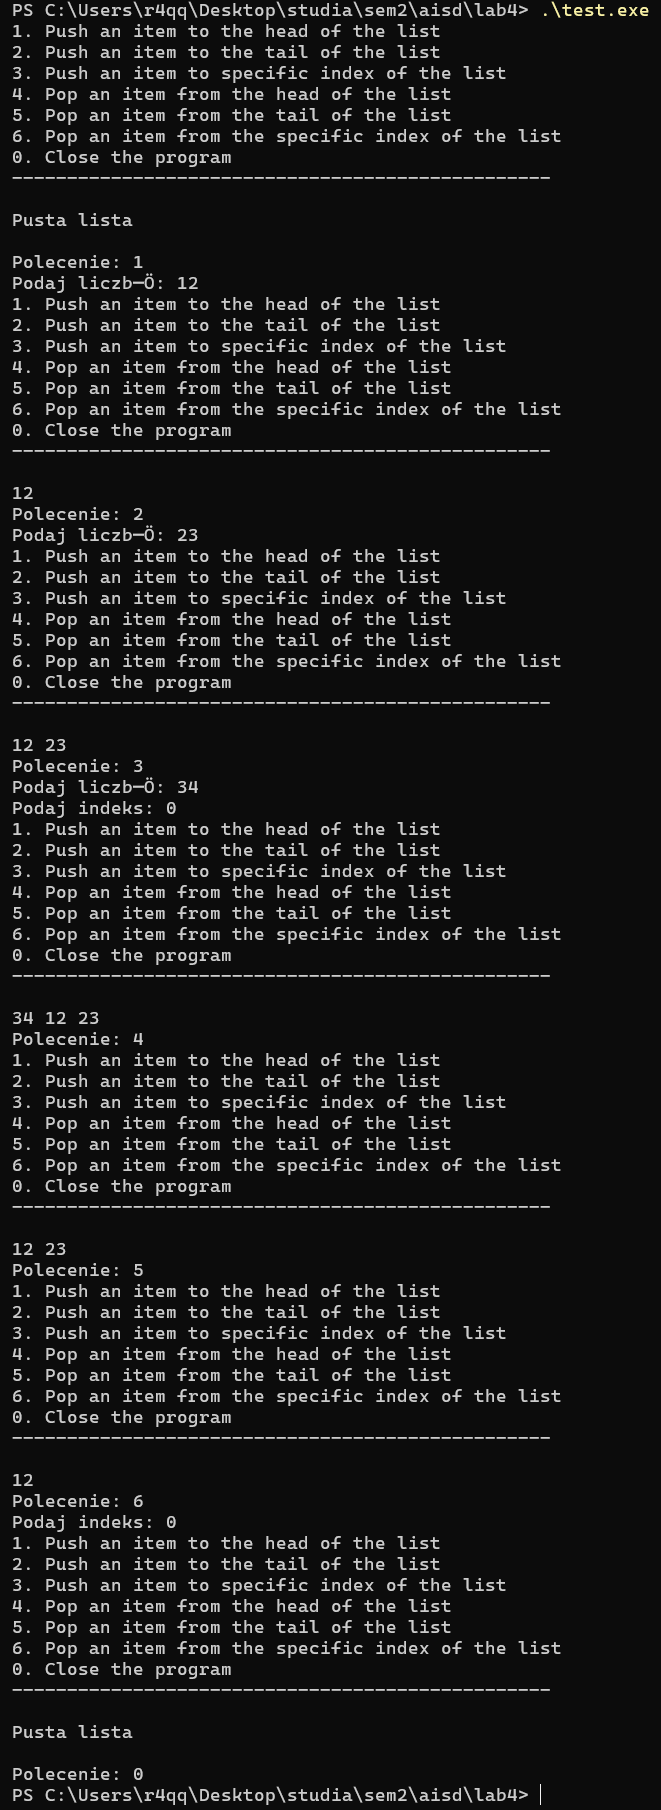 PS C:\Users\r4qq\Desktop\studia\sem2\aisd\lab4> .\test.exe
1. Push an item to the head of the list
2. Push an item to the tail of the list
3. Push an item to specific index of the list
4. Pop an item from the head of the list
5. Pop an item from the tail of the list
6. Pop an item from the specific index of the list
0. Close the program
-------------------------------------------------
Pusta lista
Polecenie: 1
Podaj liczb─Ö: 12
1. Push an item to the head of the list
2. Push an item to the tail of the list
3. Push an item to specific index of the list
4. Pop an item from the head of the list
5. Pop an item from the tail of the list
6. Pop an item from the specific index of the list
0. Close the program
-------------------------------------------------
12
Polecenie: 2
Podaj liczb─Ö: 23
1. Push an item to the head of the list
2. Push an item to the tail of the list
3. Push an item to specific index of the list
4. Pop an item from the head of the list
5. Pop an item from the tail of the list
6. Pop an item from the specific index of the list
0. Close the program
-------------------------------------------------
12 23
Polecenie: 3
Podaj liczb─Ö: 34
Podaj indeks: 0
1. Push an item to the head of the list
2. Push an item to the tail of the list
3. Push an item to specific index of the list
4. Pop an item from the head of the list
5. Pop an item from the tail of the list
6. Pop an item from the specific index of the list
0. Close the program
-------------------------------------------------
34 12 23
Polecenie: 4
1. Push an item to the head of the list
2. Push an item to the tail of the list
3. Push an item to specific index of the list
4. Pop an item from the head of the list
5. Pop an item from the tail of the list
6. Pop an item from the specific index of the list
0. Close the program
-------------------------------------------------
12 23
Polecenie: 5
1. Push an item to the head of the list
2. Push an item to the tail of the list
3. Push an item to specific index of the list
4. Pop an item from the head of the list
5. Pop an item from the tail of the list
6. Pop an item from the specific index of the list
0. Close the program
-------------------------------------------------
12
Polecenie: 6
Podaj indeks: 0
1. Push an item to the head of the list
2. Push an item to the tail of the list
3. Push an item to specific index of the list
4. Pop an item from the head of the list
5. Pop an item from the tail of the list
6. Pop an item from the specific index of the list
0. Close the program
-------------------------------------------------
Pusta lista
Polecenie: 0
PS C:\Users\r4qq\Desktop\studia\sem2\aisd\lab4>